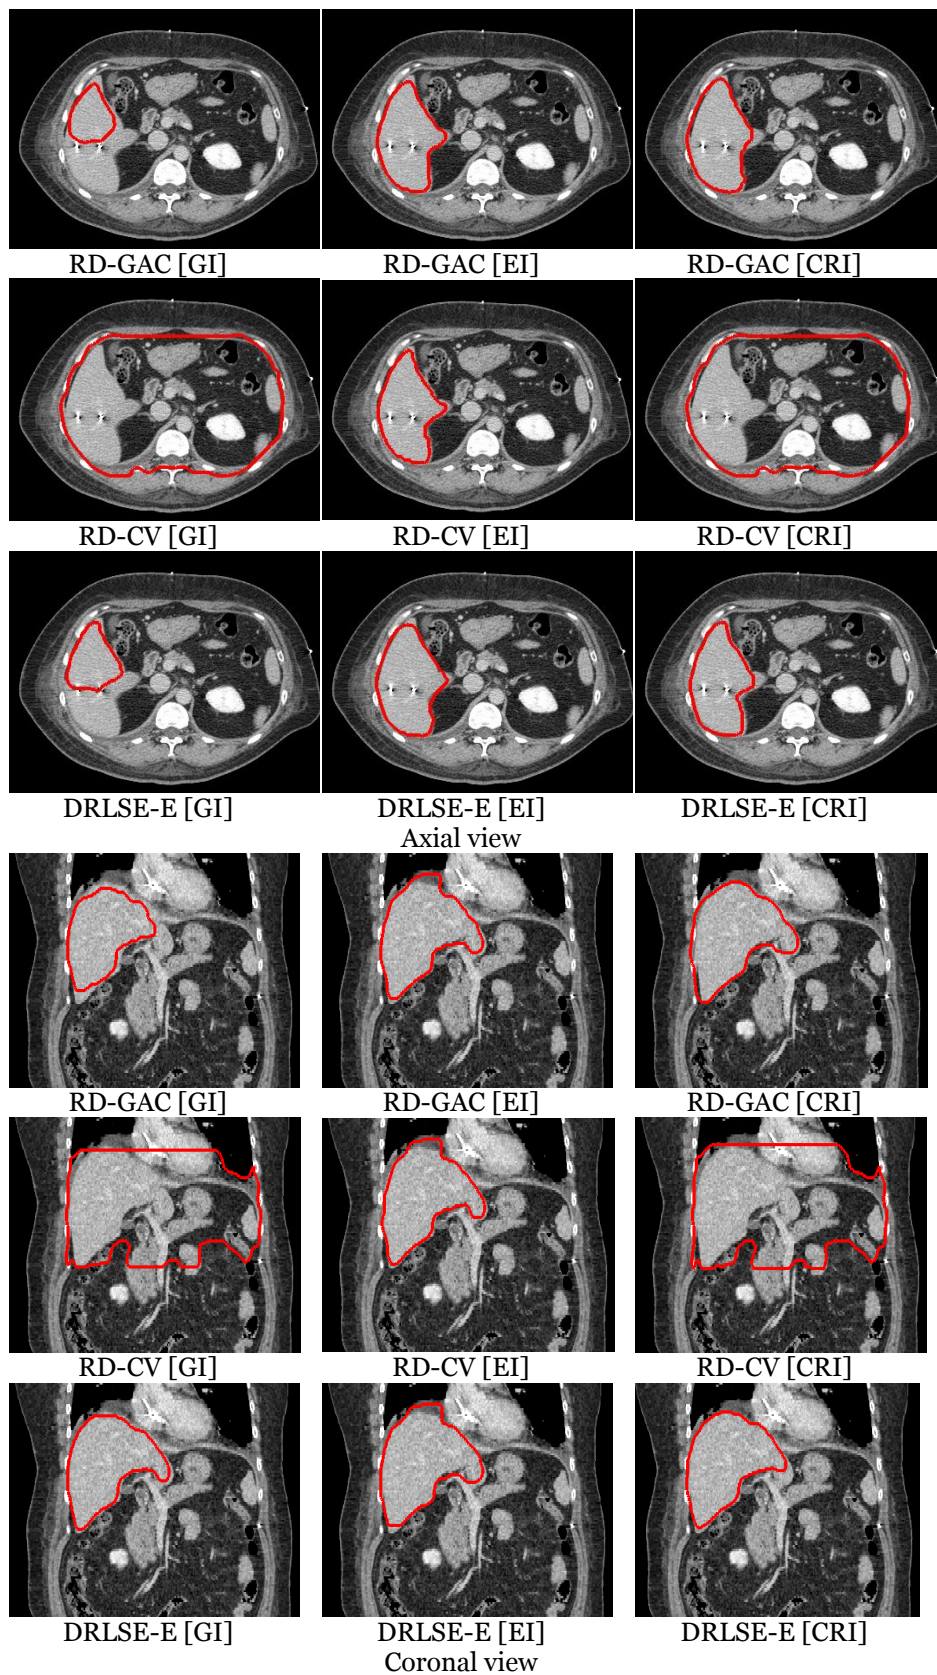 RD-GAC [GI] RD-GAC [EI] RD-GAC [CRI]
RD-CV [GI] RD-CV [EI] RD-CV [CRI]
DRLSE-E [GI] DRLSE-E [EI] DRLSE-E [CRI]
Axial view
RD-GAC [GI] RD-GAC [EI] RD-GAC [CRI]
RD-CV [GI] RD-CV [EI] RD-CV [CRI]
DRLSE-E [GI] DRLSE-E [EI] DRLSE-E [CRI]
Coronal view